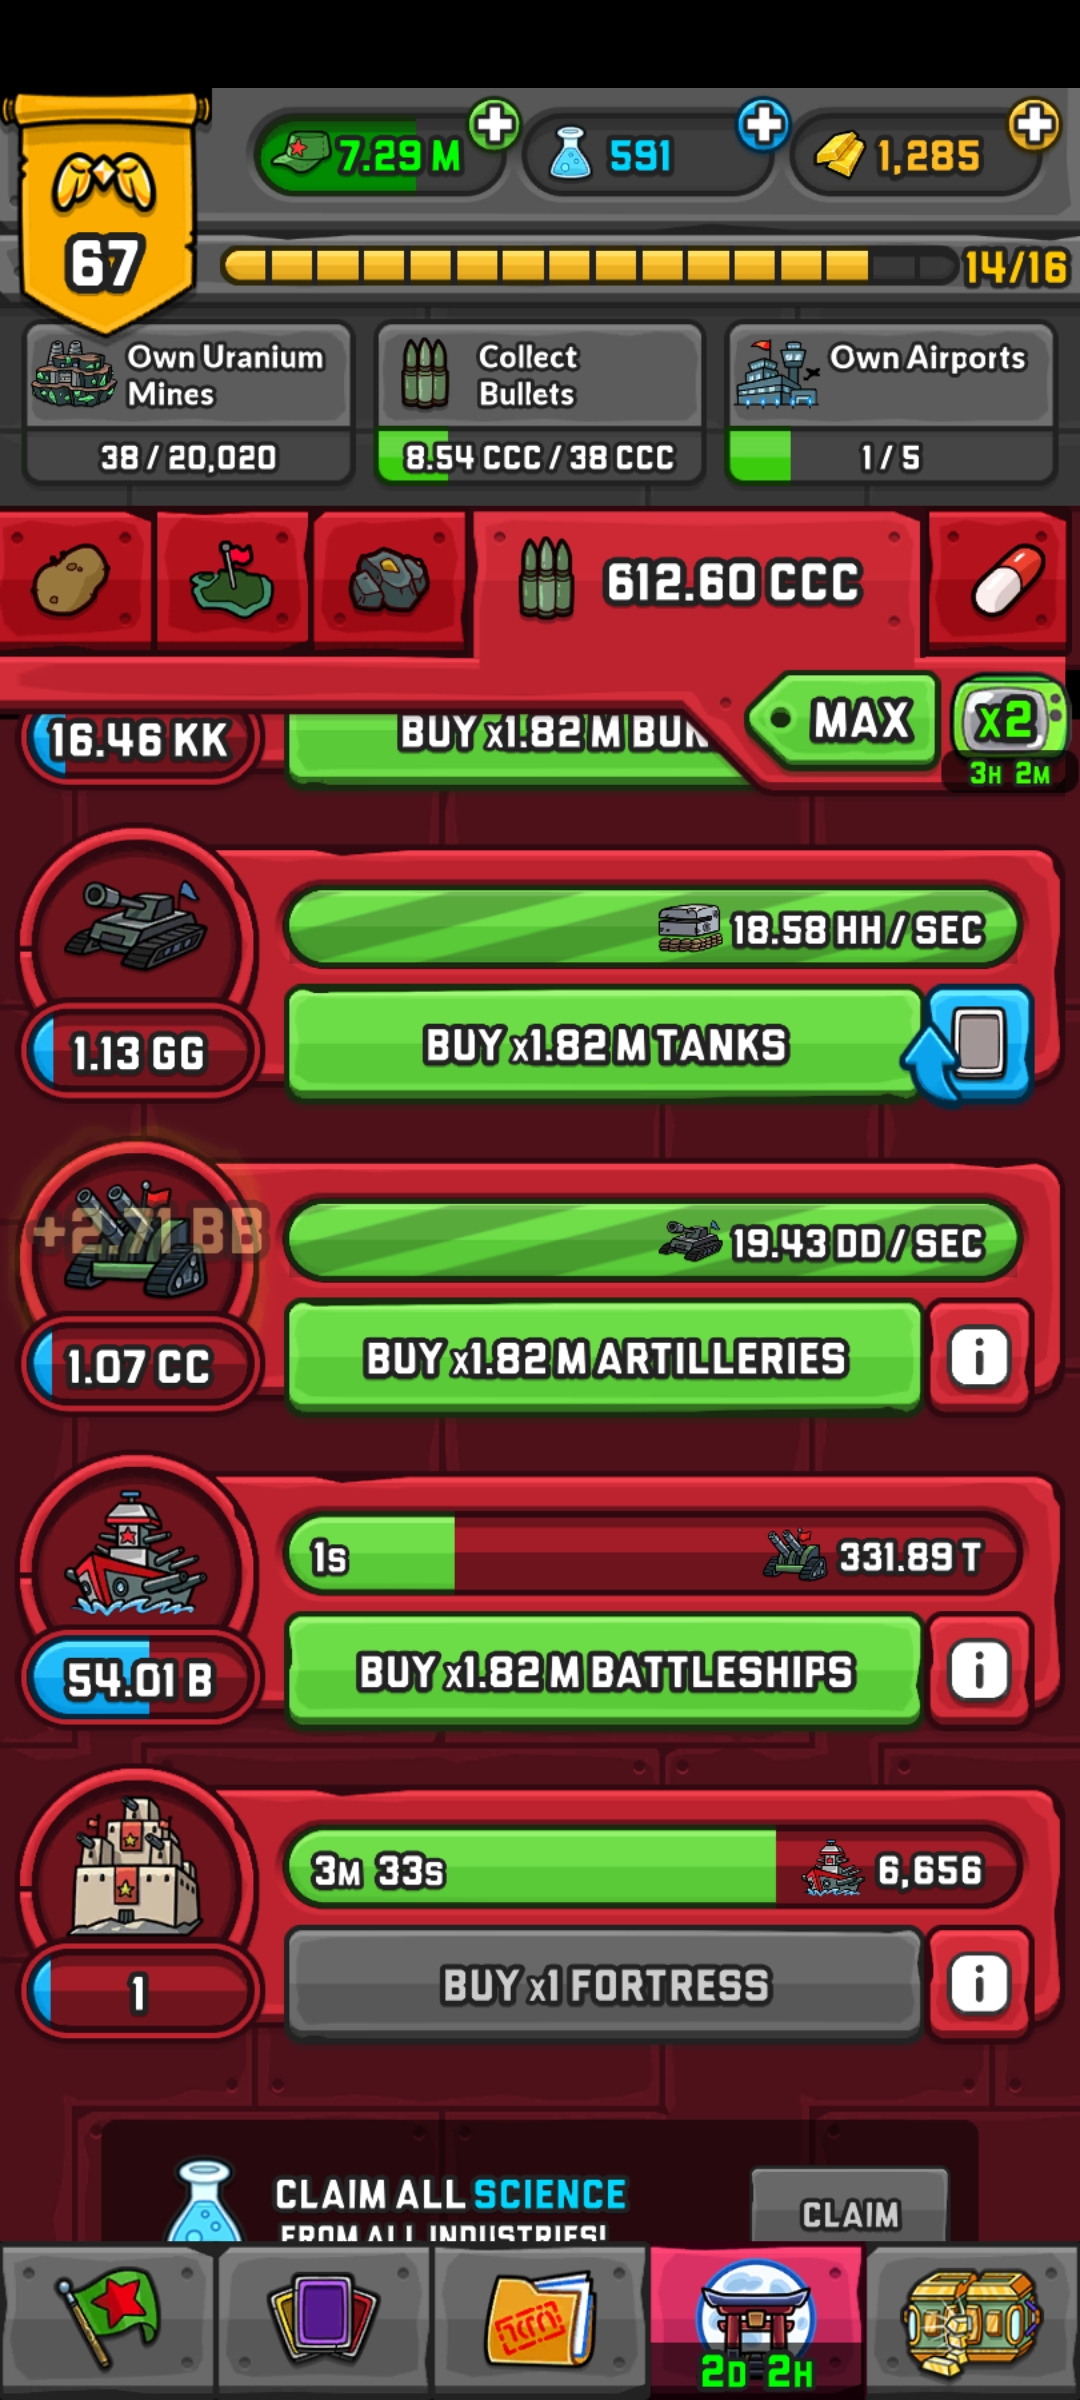 7.29 M
591
1,285
67
14/16
Own Uranium
Mines
38 / 20,020
Collect
Bullets
8.54 CCC / 38 CCC
Own Airports
1 / 5
612.60 CCC
MAX
x2
3H 2M
16.46 KK
BUY x1.82 M BUN
18.58 HH / SEC
1.13 GG
BUY x1.82 M TANKS
+2.71 BB
19.43 DD / SEC
1.07 CC
BUY x1.82 M ARTILLERIES
i
1s
331.89 T
54.01 B
BUY x1.82 M BATTLESHIPS
i
3M 33s
6,656
1
BUY x1 FORTRESS
i
CLAIM ALL SCIENCE
FROM ALL INDUSTRIES!
CLAIM
2D 2H